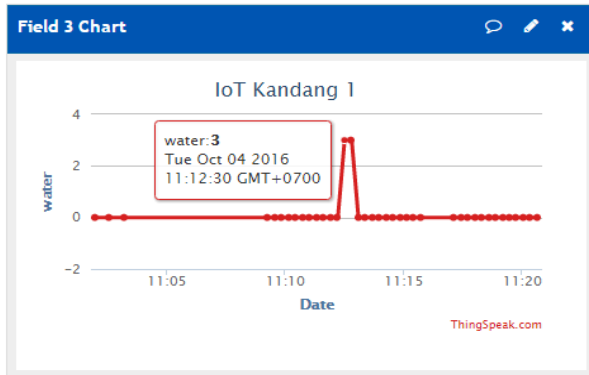 Field 3 Chart
IoT Kandang 1
water:3
Tue Oct 04 2016
11:12:30 GMT+0700
4
2
0
-2
water
11:05 11:10 11:15 11:20
Date
ThingSpeak.com